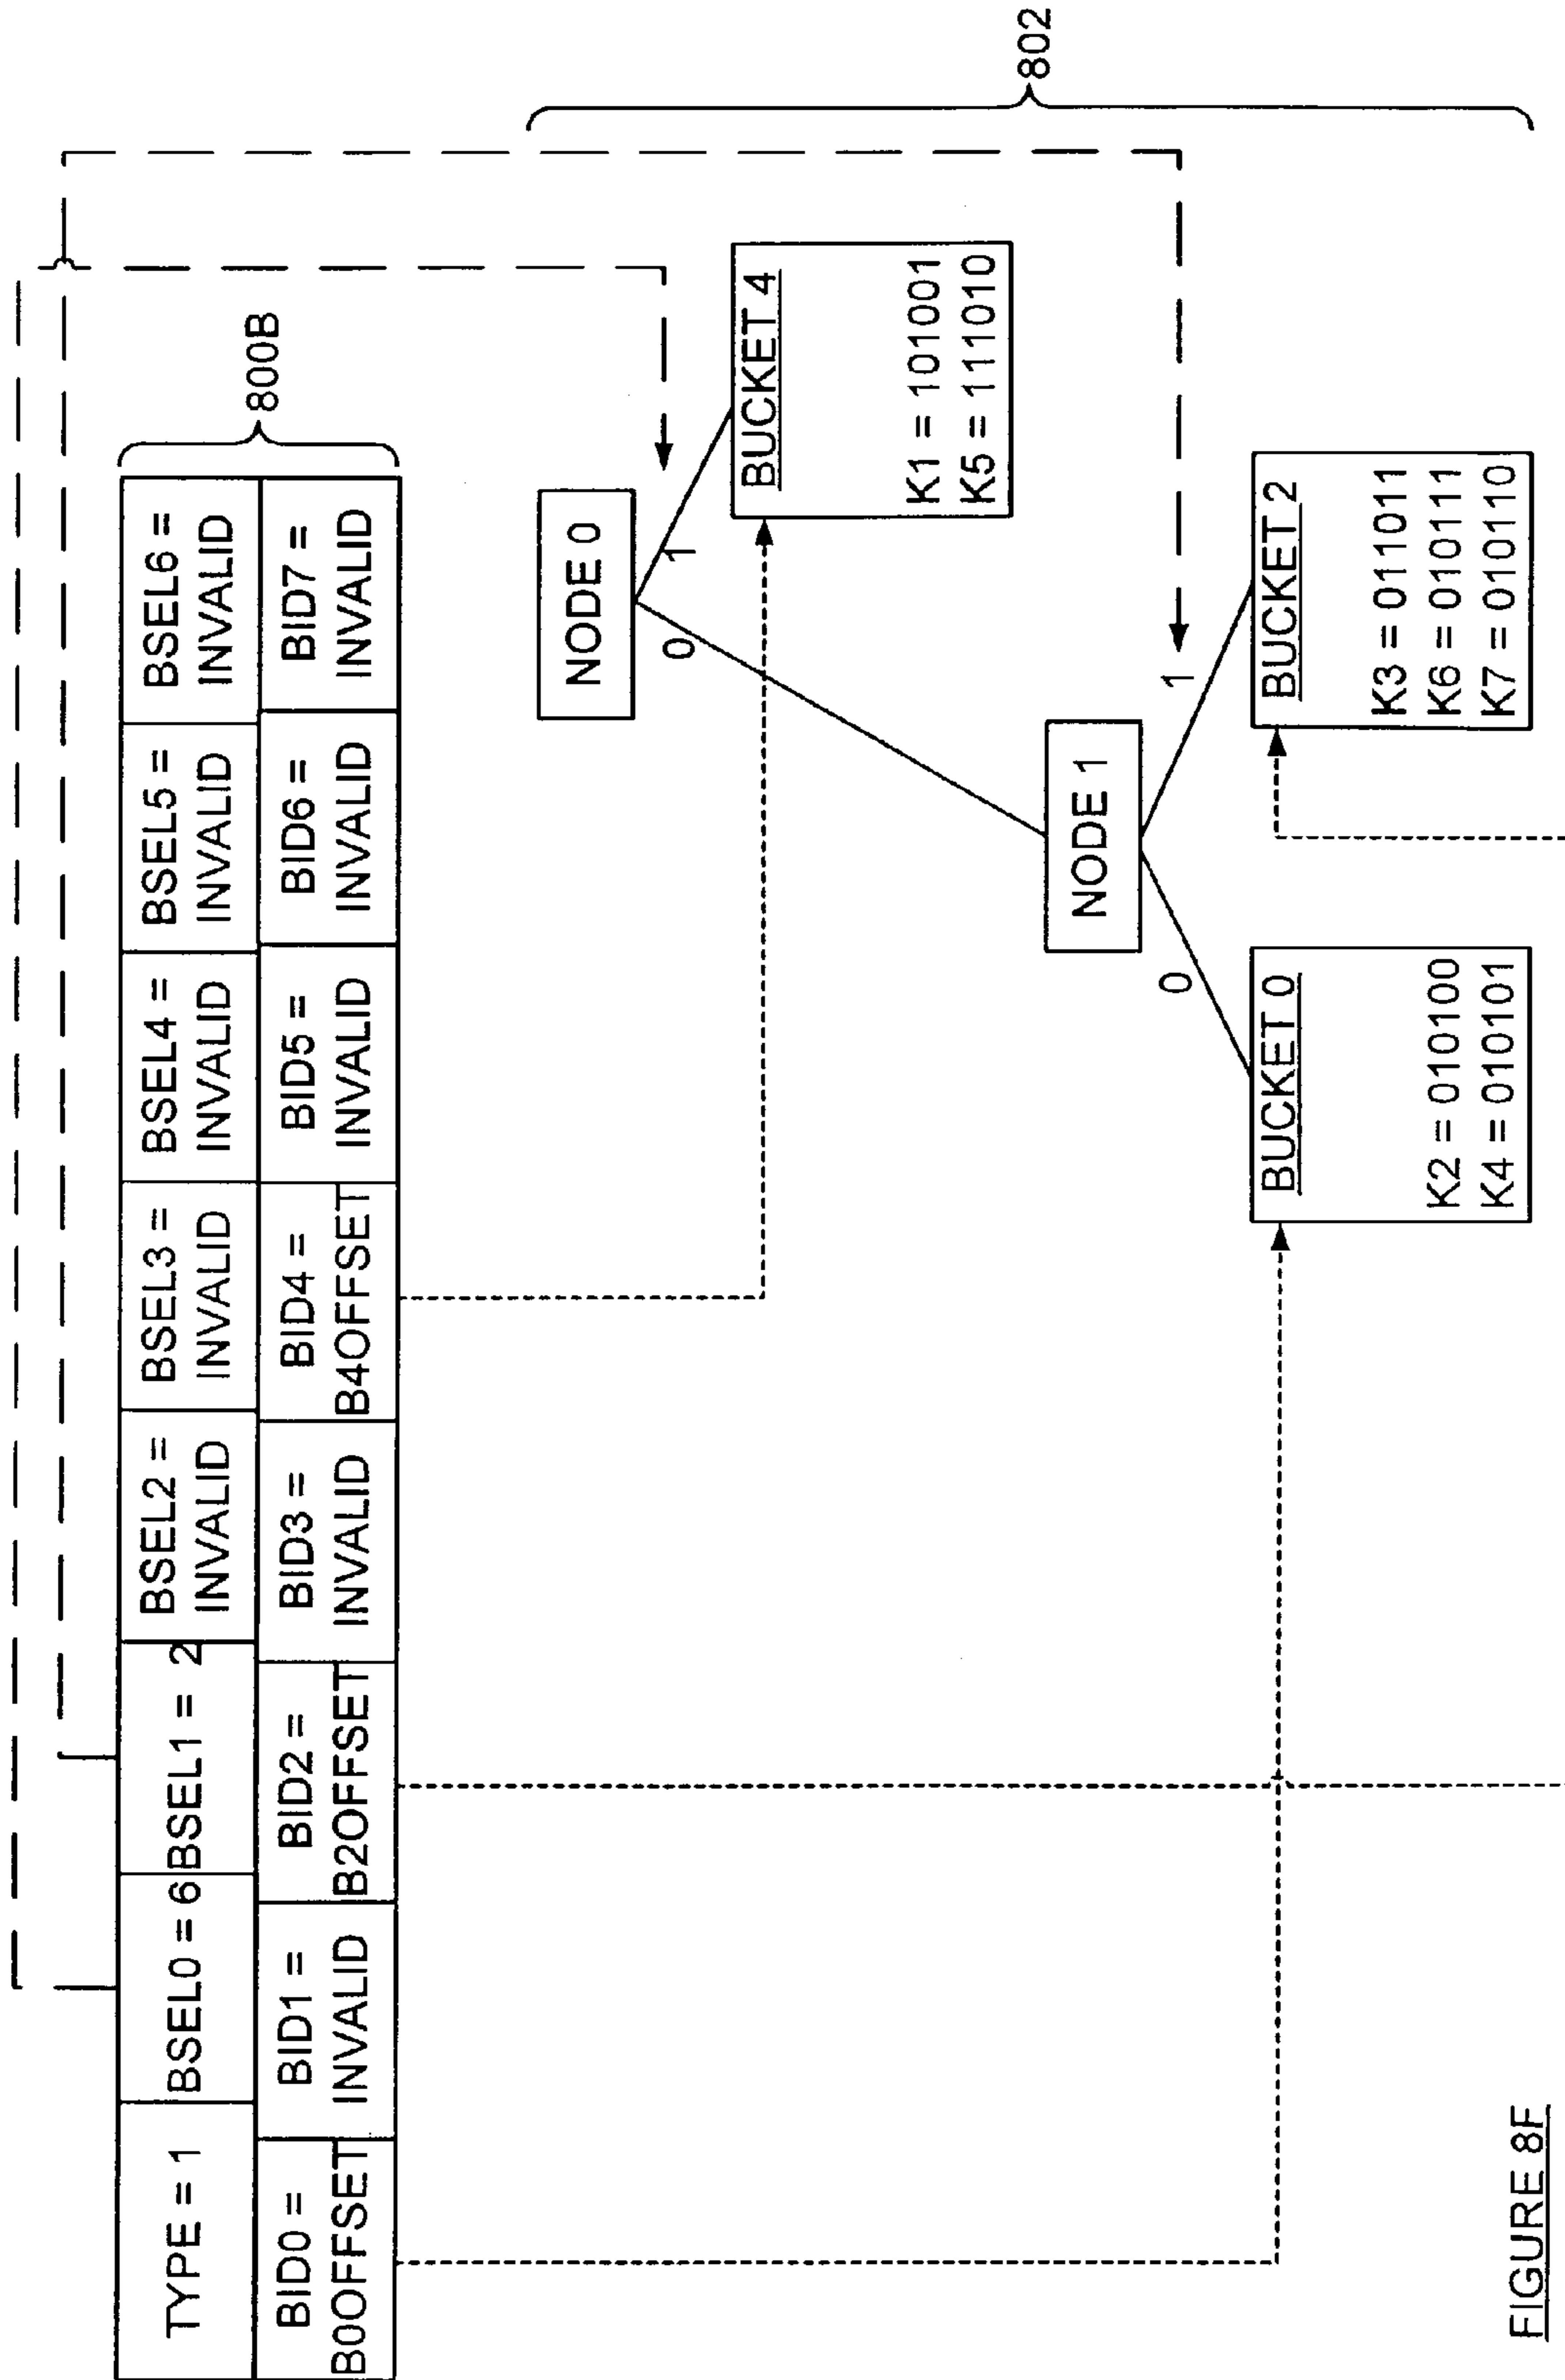 TYPE = 1
BSEL0 = 6
BSEL1 = 2
BSEL2 =
INVALID
BSEL3 =
INVALID
BSEL4 =
INVALID
BSEL5 =
INVALID
BSEL6 =
INVALID
BID0 =
B0OFFSET
BID1 =
INVALID
BID2 =
B2OFFSET
BID3 =
INVALID
BID4 =
B4OFFSET
BID5 =
INVALID
BID6 =
INVALID
BID7 =
INVALID
800B
NODE 0
0
1
BUCKET 4
K1 = 101001
K5 = 111010
NODE 1
0
1
BUCKET 0
K2 = 010100
K4 = 010101
BUCKET 2
K3 = 011011
K6 = 010111
K7 = 010110
802
FIGURE 8F